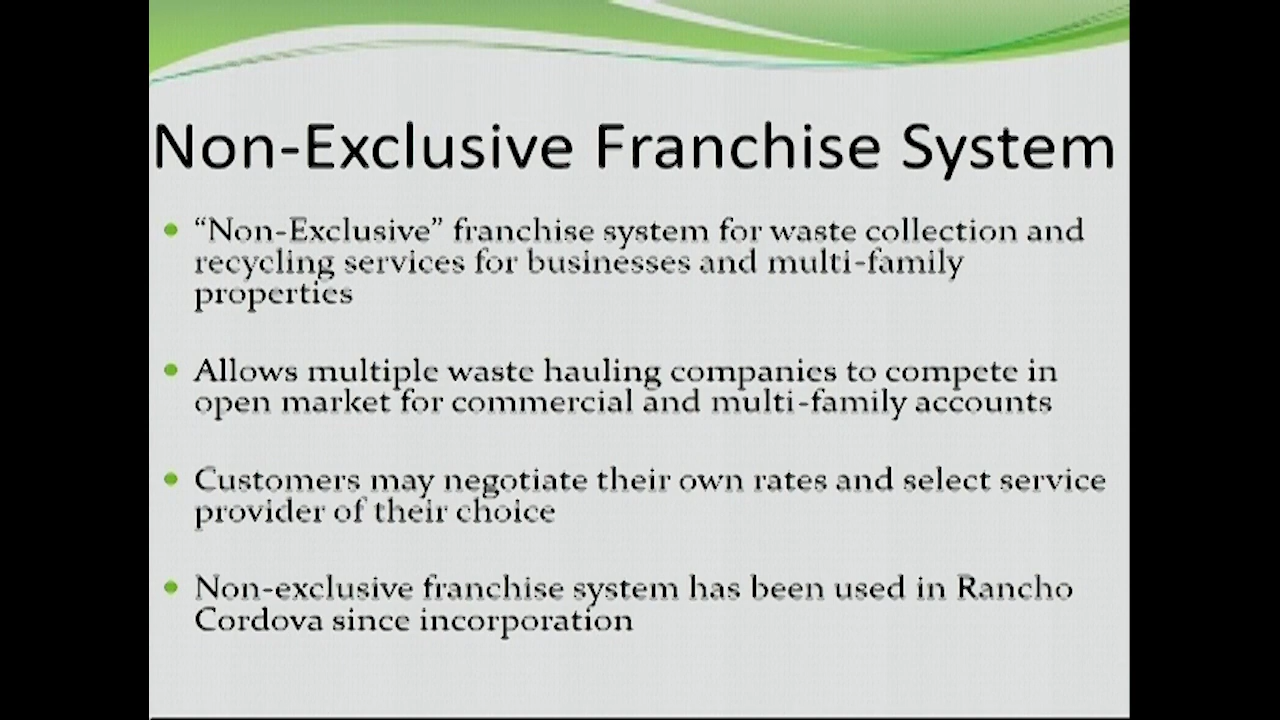 Non-Exclusive Franchise System
“Non-Exclusive” franchise system for waste collection and
recycling services for businesses and multi-family
properties
Allows multiple waste hauling companies to compete in
open market for commercial and multi-family accounts
Customers may negotiate their own rates and select service
provider of their choice
Non-exclusive franchise system has been used in Rancho
Cordova since incorporation